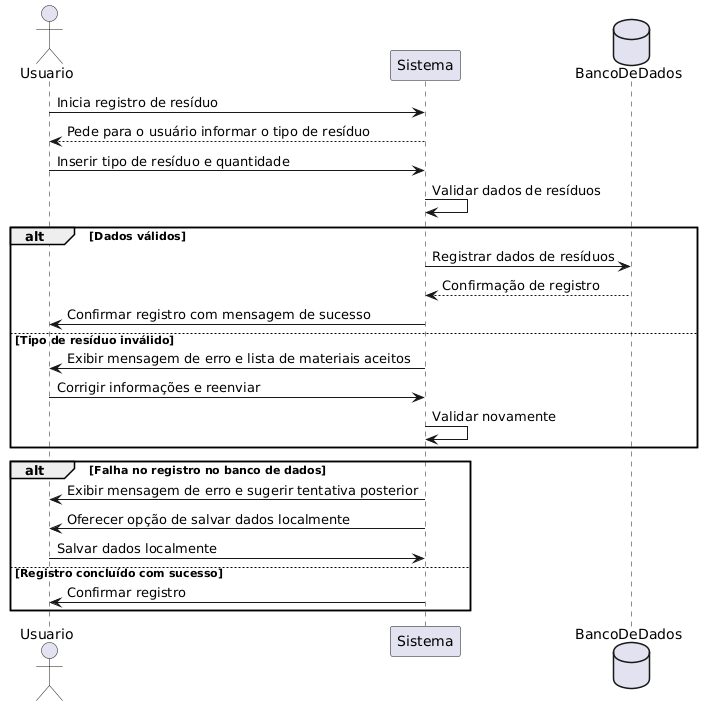 Usuario
Sistema
BancoDeDados
Inicia registro de resíduo
Pede para o usuário informar o tipo de resíduo
Inserir tipo de resíduo e quantidade
Validar dados de resíduos
alt [Dados válidos]
Registrar dados de resíduos
Confirmação de registro
Confirmar registro com mensagem de sucesso
[Tipo de resíduo inválido]
Exibir mensagem de erro e lista de materiais aceitos
Corrigir informações e reenviar
Validar novamente
alt [Falha no registro no banco de dados]
Exibir mensagem de erro e sugerir tentativa posterior
Oferecer opção de salvar dados localmente
Salvar dados localmente
[Registro concluído com sucesso]
Confirmar registro
Usuario
Sistema
BancoDeDados